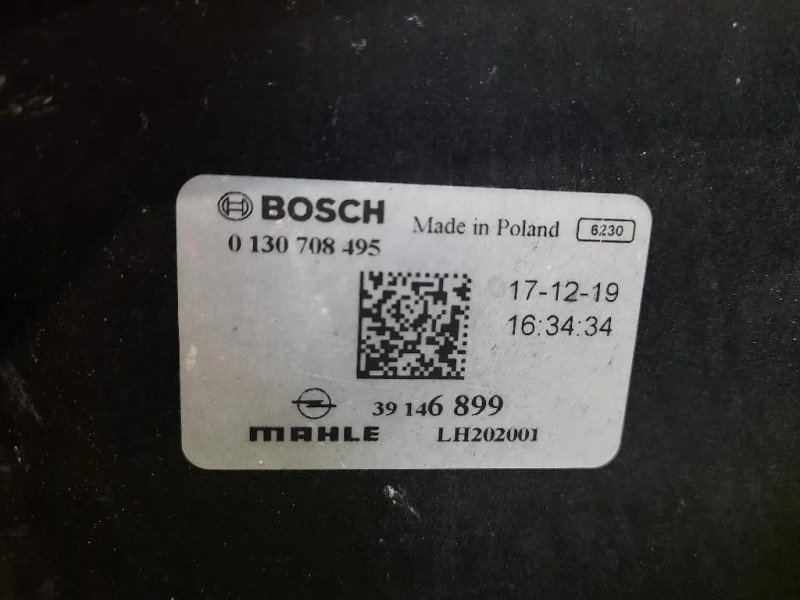 BOSCH Made in Poland 6230
0 130 708 495
17-12-19
16:34:34
39 146 899
MAHLE LH202001